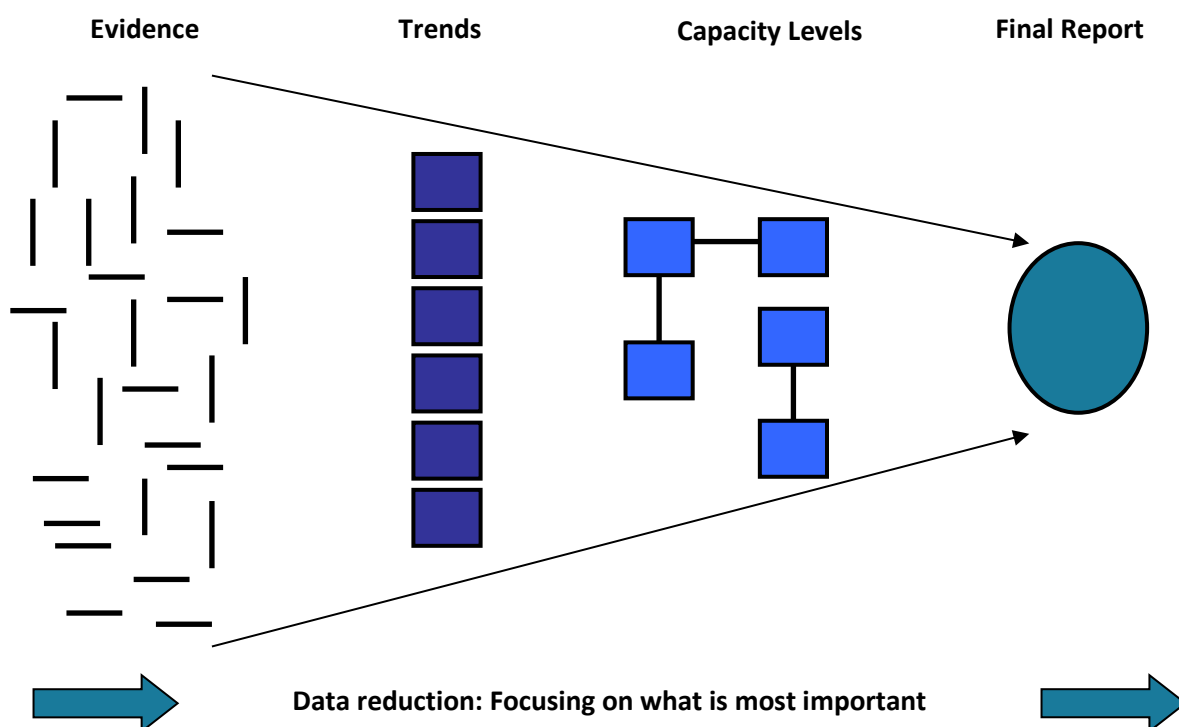 Evidence
Trends
Capacity Levels
Final Report
Data reduction: Focusing on what is most important